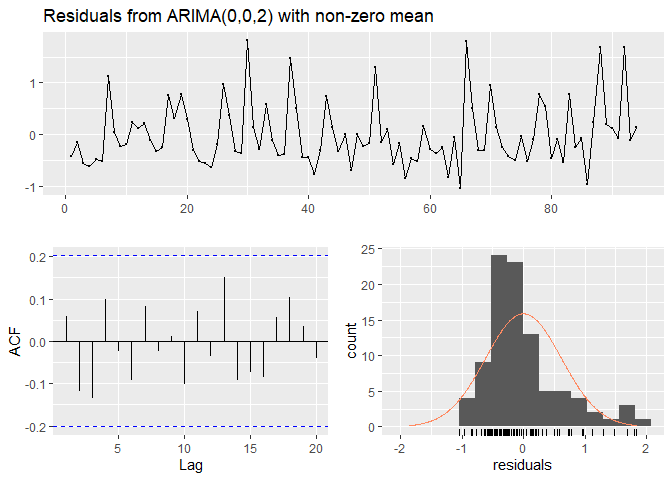 Residuals from ARIMA(0,0,2) with non-zero mean
1
0
-1
0 20 40 60 80
0.2
0.1
0.0
-0.1
-0.2
ACF
5 10 15 20
Lag
25
20
15
10
5
0
count
-2 -1 0 1 2
residuals